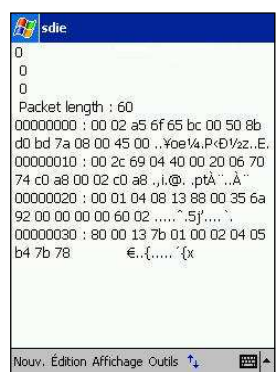 sdie
0
0
0
Packet length : 60
00000000 : 00 02 a5 6f 65 bc 00 50 8b
d0 bd 7a 08 00 45 00 ..¥oe¼.P‹Ð½z..E.
00000010 : 00 2c 69 04 40 00 20 06 70
74 c0 a8 00 02 c0 a8 .,i.@. .ptÀ¨..À¨
00000020 : 00 01 04 08 13 88 00 35 6a
92 00 00 00 00 60 02 .....ˆ.5j’....`.
00000030 : 80 00 13 7b 01 00 02 04 05
b4 7b 78 €..{.....´{x
Nouv. Édition Affichage Outils